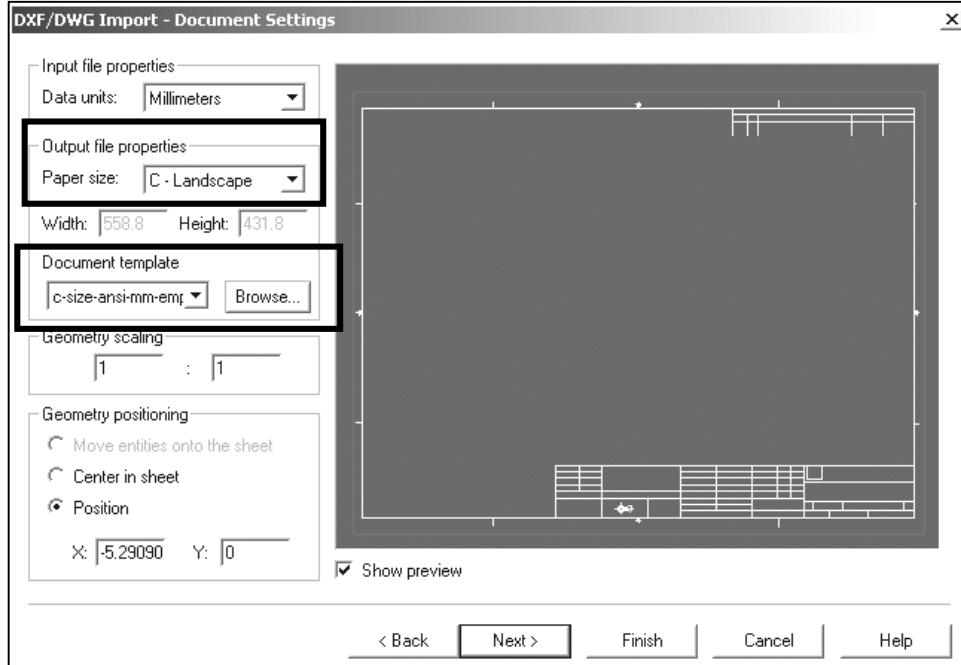 DXF/DWG Import - Document Settings
Input file properties
Data units: Millimeters
Output file properties
Paper size: C - Landscape
Width: 558.8 Height: 431.8
Document template
c-size-ansi-mm-emp Browse...
Geometry scaling
1 : 1
Geometry positioning
Move entities onto the sheet
Center in sheet
Position
X: -5.29090 Y: 0
Show preview
< Back Next > Finish Cancel Help